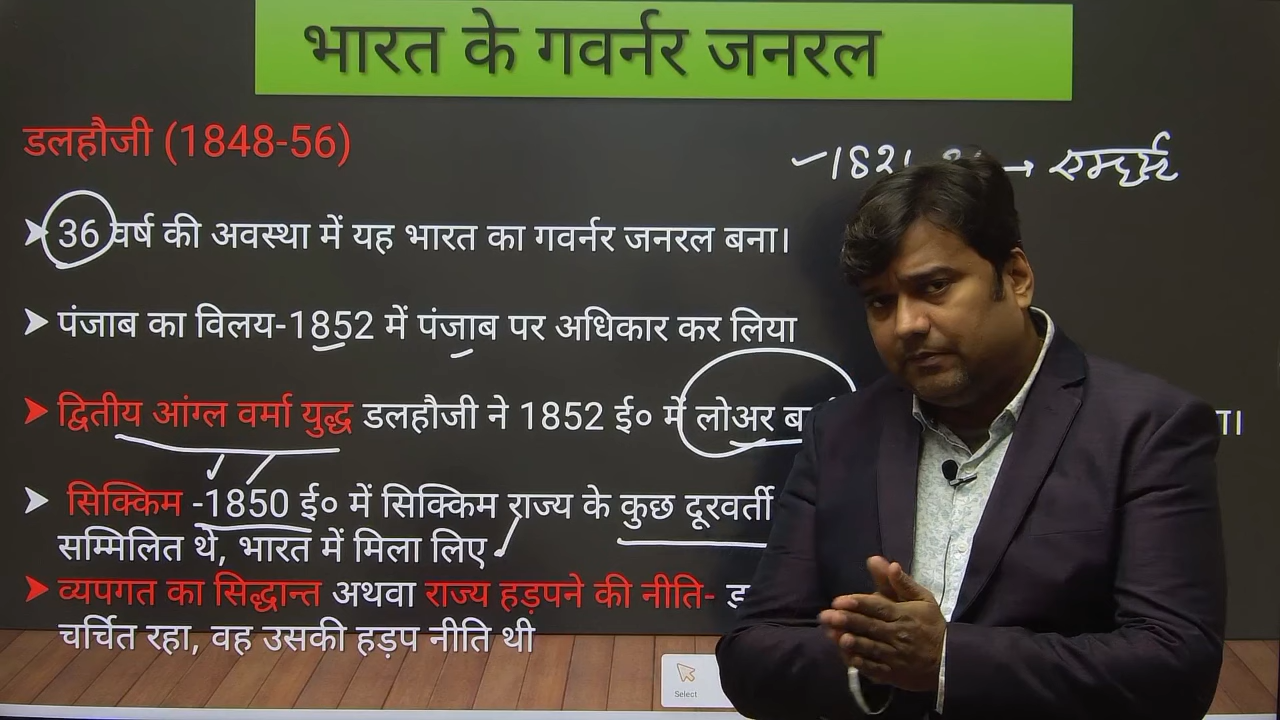 भारत के गवर्नर जनरल
डलहौजी (1848-56)
36 वर्ष की अवस्था में यह भारत का गवर्नर जनरल बना।
पंजाब का विलय-1852 में पंजाब पर अधिकार कर लिया
द्वितीय आंग्ल वर्मा युद्ध डलहौजी ने 1852 ई० में लोअर
सिक्किम -1850 ई० में सिक्किम राज्य के कुछ दूरवर्ती
सम्मिलित थे, भारत में मिला लिए
व्यपगत का सिद्धान्त अथवा राज्य हड़पने की नीति-
चर्चित रहा, वह उसकी हड़प नीति थी
Select